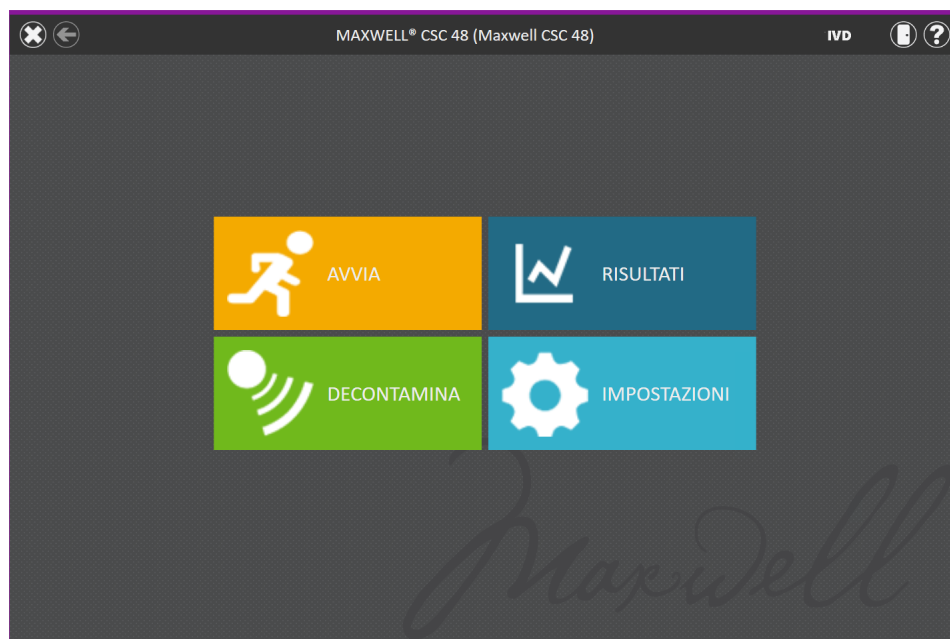 MAXWELL® CSC 48 (Maxwell CSC 48)
IVD
?
AVVIA
RISULTATI
DECONTAMINA
IMPOSTAZIONI
Maxwell